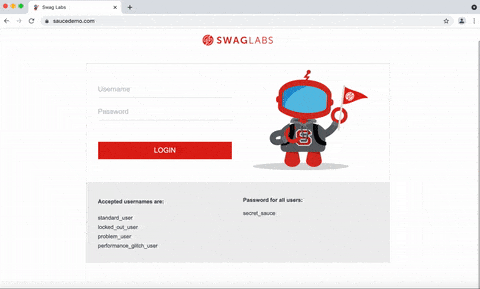 Swag Labs
saucedemo.com
SWAGLABS
Username
Password
LOGIN
Accepted usernames are:
standard_user
locked_out_user
problem_user
performance_glitch_user
Password for all users:
secret_sauce